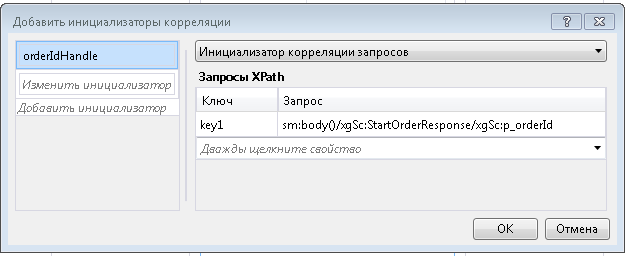 Добавить инициализаторы корреляции
orderIdHandle
Изменить инициализатор
Добавить инициализатор
Инициализатор корреляции запросов
Запросы XPath
Ключ Запрос
key1 sm:body()/xgSc:StartOrderResponse/xgSc:p_orderId
Дважды щелкните свойство
OK Отмена